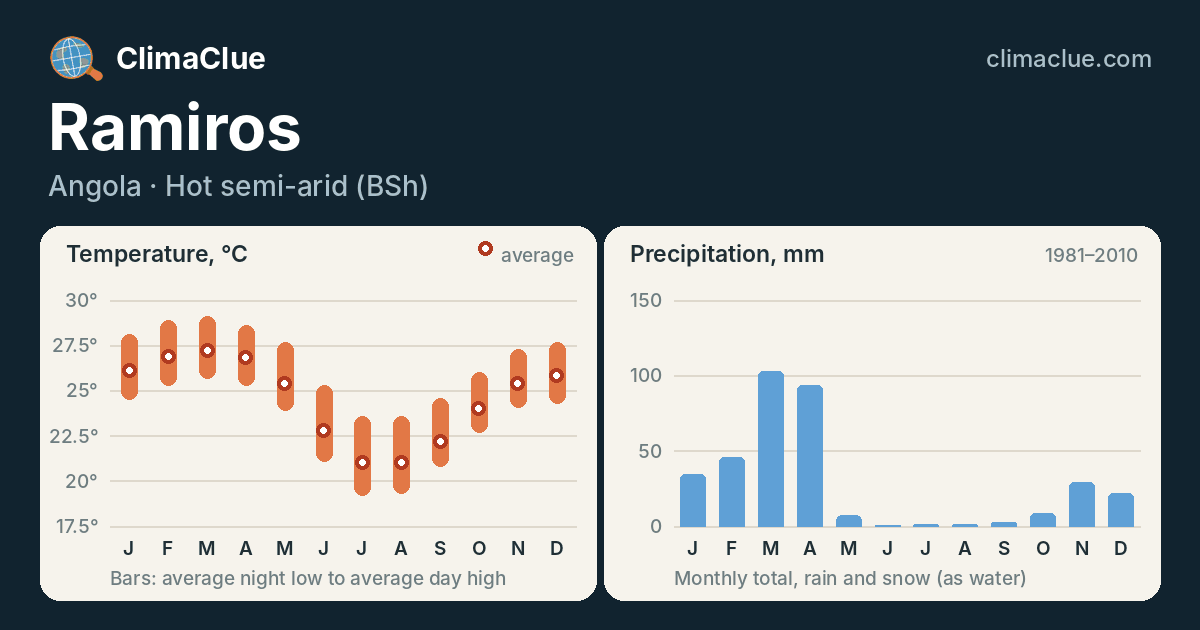 ClimaClue
climaclue.com
Ramiros
Angola · Hot semi-arid (BSh)
Temperature, °C
average
30°
27.5°
25°
22.5°
20°
17.5°
J F M A M J J A S O N D
Bars: average night low to average day high
Precipitation, mm
1981–2010
150
100
50
0
J F M A M J J A S O N D
Monthly total, rain and snow (as water)